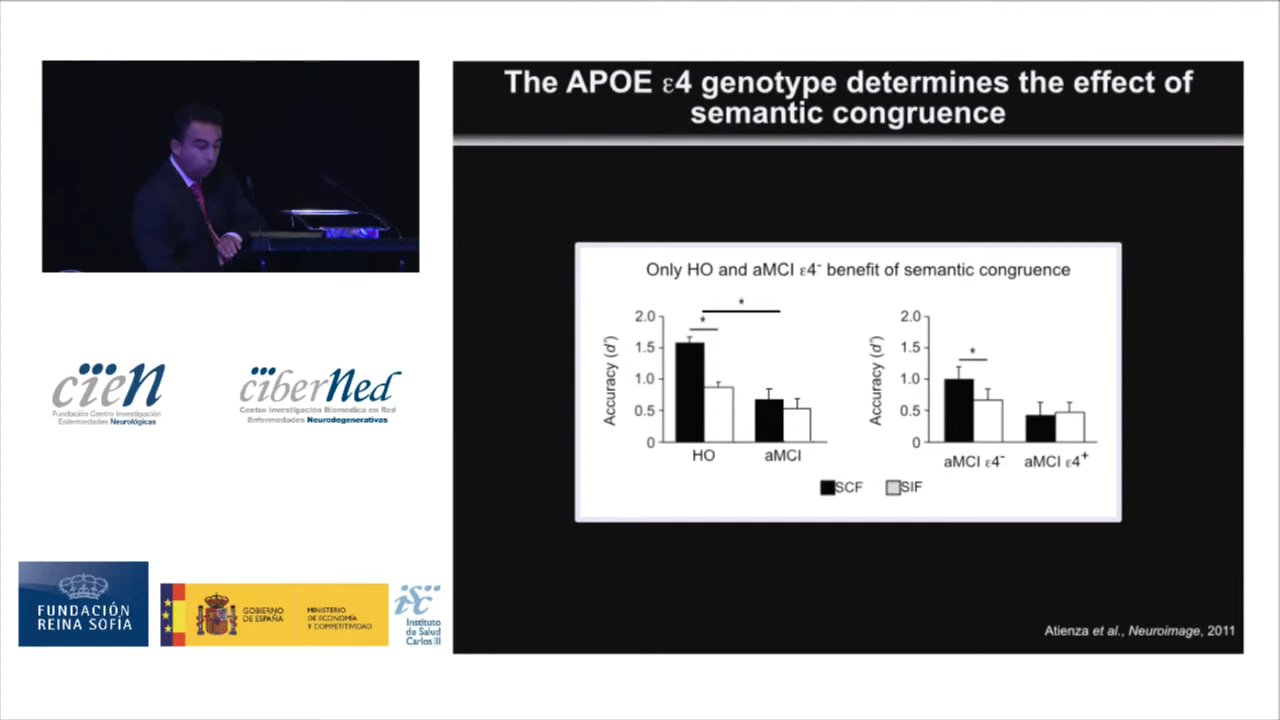 The APOE ε4 genotype determines the effect of
semantic congruence
Only HO and aMCI ε4⁻ benefit of semantic congruence
*
*
2.0
1.5
1.0
0.5
0
Accuracy (d')
HO
aMCI
*
2.0
1.5
1.0
0.5
0
Accuracy (d')
aMCI ε4⁻
aMCI ε4⁺
SCF
SIF
Atienza et al., Neuroimage, 2011
cien
Fundación Centro Investigación
Enfermedades Neurológicas
ciberNed
Centro Investigación Biomédica en Red
Enfermedades Neurodegenerativas
FUNDACIÓN
REINA SOFÍA
GOBIERNO
DE ESPAÑA
MINISTERIO
DE ECONOMÍA
Y COMPETITIVIDAD
isc
Instituto
de Salud
Carlos III